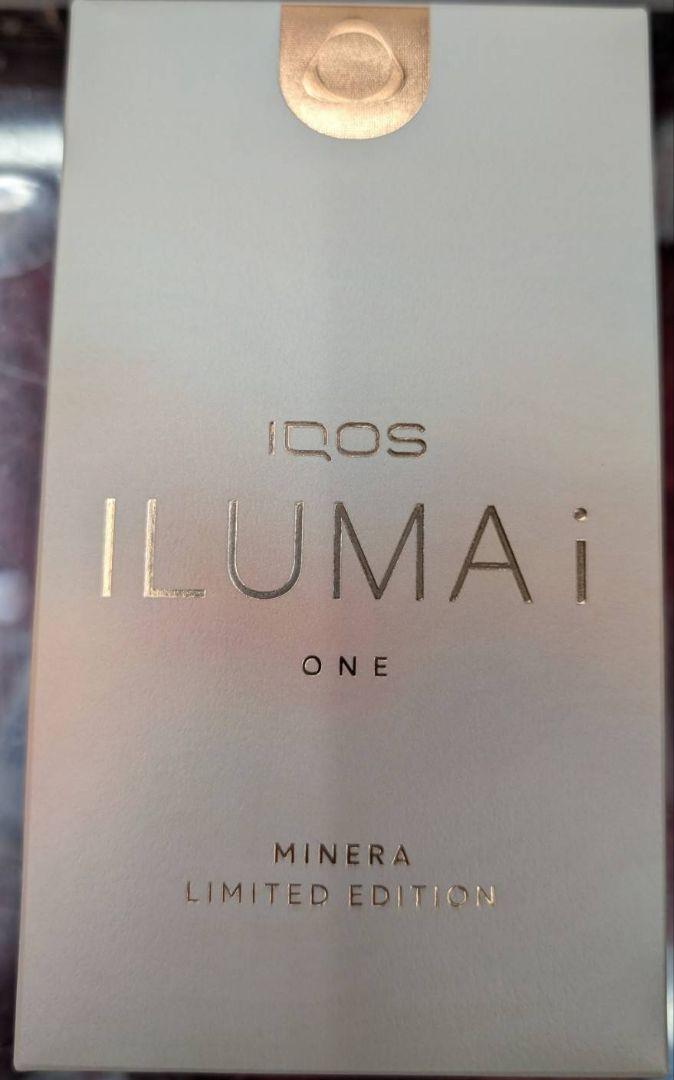 IQOS
ILUMA i
ONE
MINERA
LIMITED EDITION